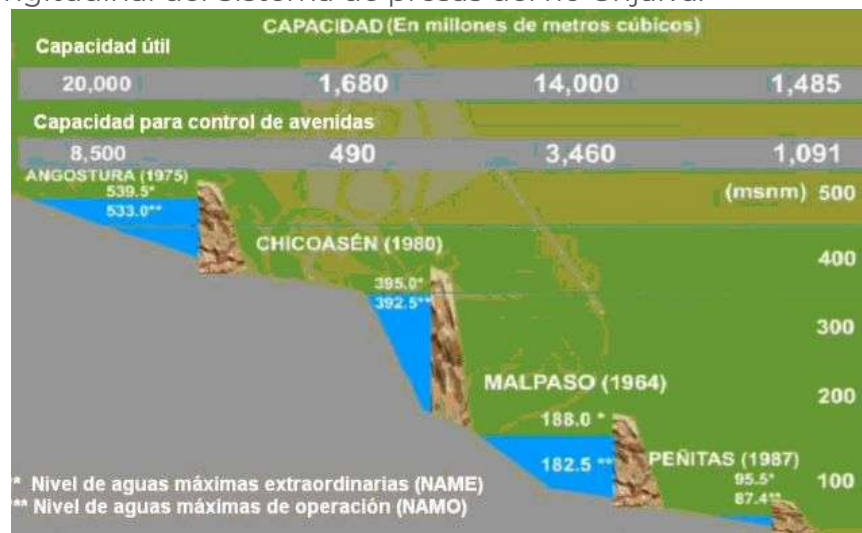 CAPACIDAD (En millones de metros cúbicos)
Capacidad útil
20,000 1,680 14,000 1,485
Capacidad para control de avenidas
8,500 490 3,460 1,091
ANGOSTURA (1975)
539.5*
533.0**
(msnm) 500
CHICOASÉN (1980)
400
395.0*
392.5**
300
MALPASO (1964)
200
188.0 *
182.5 **
PEÑITAS (1987)
95.5*
100
87.4**
** Nivel de aguas máximas extraordinarias (NAME)
** Nivel de aguas máximas de operación (NAMO)